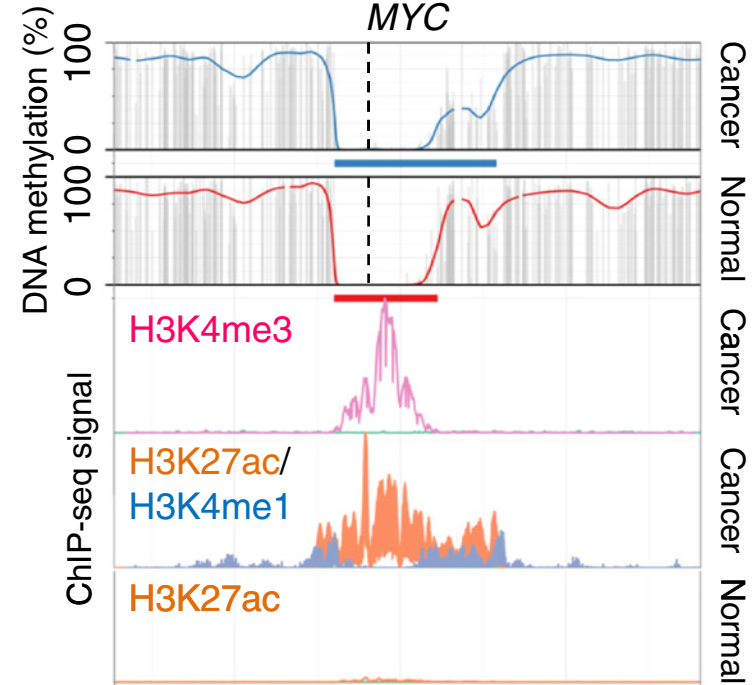 MYC
DNA methylation (%)
100
0
Cancer
100
0
Normal
ChIP-seq signal
H3K4me3
Cancer
H3K27ac/
H3K4me1
Cancer
H3K27ac
Normal